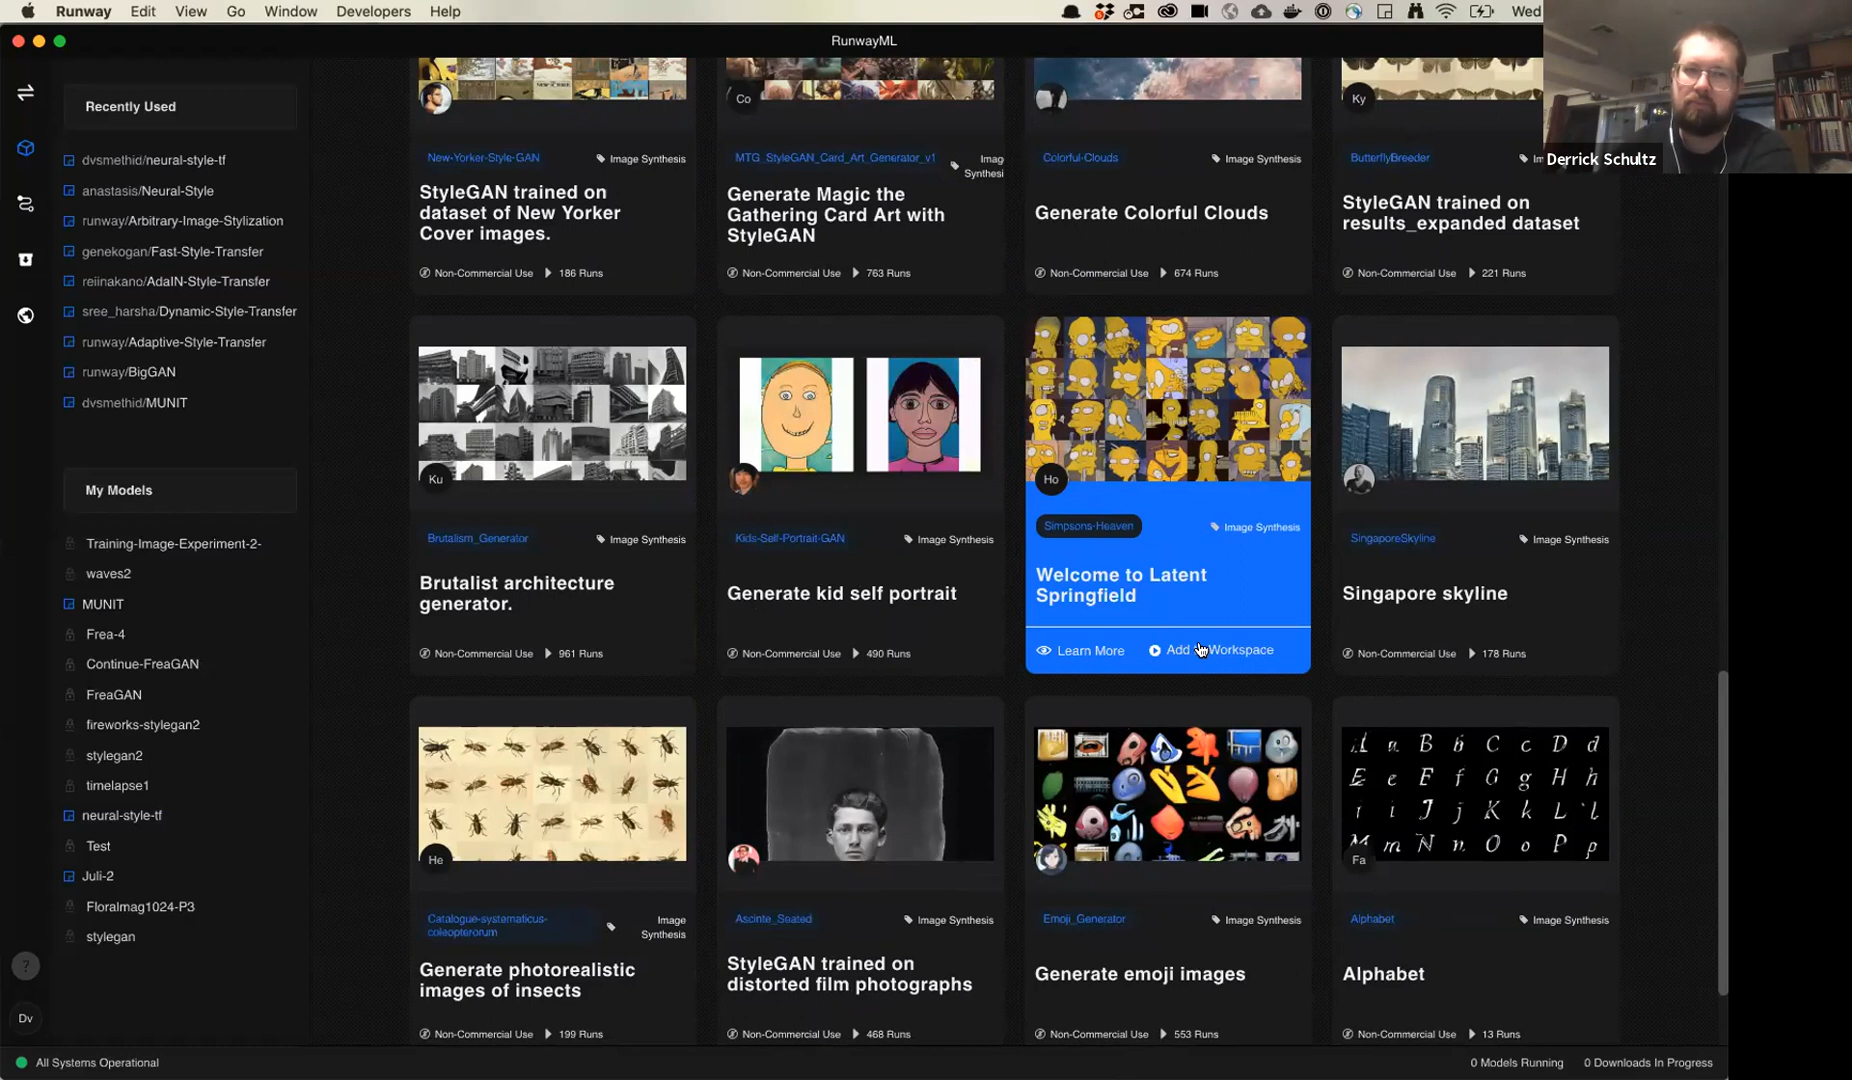 Runway Edit View Go Window Developers Help Wed
RunwayML
Derrick Schultz
Recently Used
dvsmethid/neural-style-tf
anastasis/Neural-Style
runway/Arbitrary-Image-Stylization
genekogan/Fast-Style-Transfer
reiinakano/AdaIN-Style-Transfer
sree_harsha/Dynamic-Style-Transfer
runway/Adaptive-Style-Transfer
runway/BigGAN
dvsmethid/MUNIT
My Models
Training-Image-Experiment-2-
waves2
MUNIT
Frea-4
Continue-FreaGAN
FreaGAN
fireworks-stylegan2
stylegan2
timelapse1
neural-style-tf
Test
Juli-2
Floralmag1024-P3
stylegan
?
Dv
New-Yorker-Style-GAN Image Synthesis
StyleGAN trained on
dataset of New Yorker
Cover images.
Non-Commercial Use 186 Runs
Co
MTG_StyleGAN_Card_Art_Generator_v1 Imag
Synthesi
Generate Magic the
Gathering Card Art with
StyleGAN
Non-Commercial Use 763 Runs
Colorful-Clouds Image Synthesis
Generate Colorful Clouds
Non-Commercial Use 674 Runs
Ky
ButterflyBreeder
StyleGAN trained on
results_expanded dataset
Non-Commercial Use 221 Runs
Ku
Brutalism_Generator Image Synthesis
Brutalist architecture
generator.
Non-Commercial Use 961 Runs
Kids-Self-Portrait-GAN Image Synthesis
Generate kid self portrait
Non-Commercial Use 490 Runs
Ho
Simpsons-Heaven Image Synthesis
Welcome to Latent
Springfield
Learn More Add Workspace
SingaporeSkyline Image Synthesis
Singapore skyline
Non-Commercial Use 178 Runs
He
Catalogue-systematicus-
coleopterorum
Image
Synthesis
Generate photorealistic
images of insects
Non-Commercial Use 199 Runs
Ascinte_Seated Image Synthesis
StyleGAN trained on
distorted film photographs
Non-Commercial Use 468 Runs
Emoji_Generator Image Synthesis
Generate emoji images
Non-Commercial Use 553 Runs
a B b C c D d
E e F f G g H h
i J j K k L l
m N n O o P p
Fa
Alphabet Image Synthesis
Alphabet
Non-Commercial Use 13 Runs
All Systems Operational
0 Models Running 0 Downloads In Progress